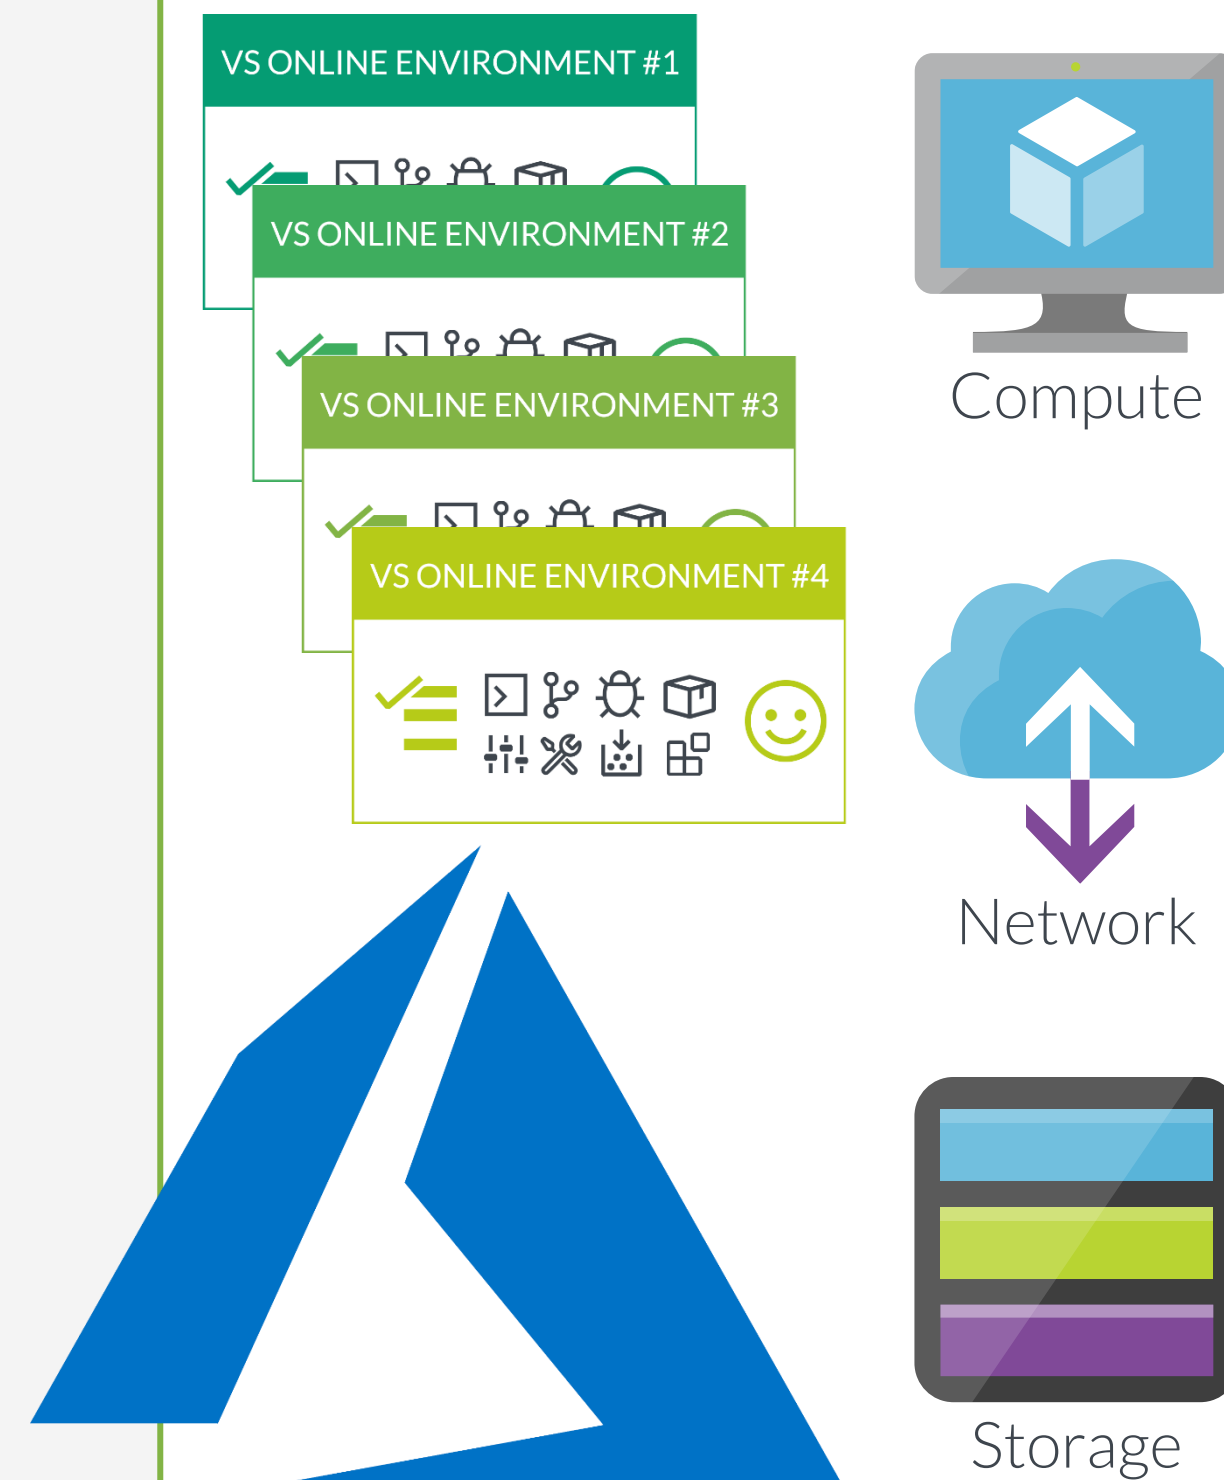 VS ONLINE ENVIRONMENT #1
VS ONLINE ENVIRONMENT #2
VS ONLINE ENVIRONMENT #3
VS ONLINE ENVIRONMENT #4
Compute
Network
Storage